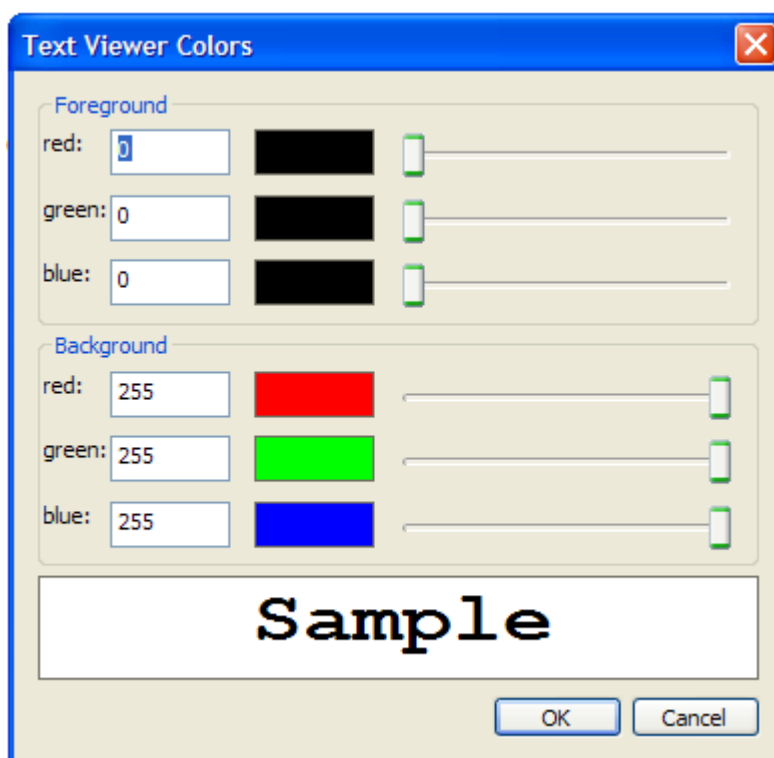 Text Viewer Colors
Foreground
red: 0
green: 0
blue: 0
Background
red: 255
green: 255
blue: 255
Sample
OK Cancel